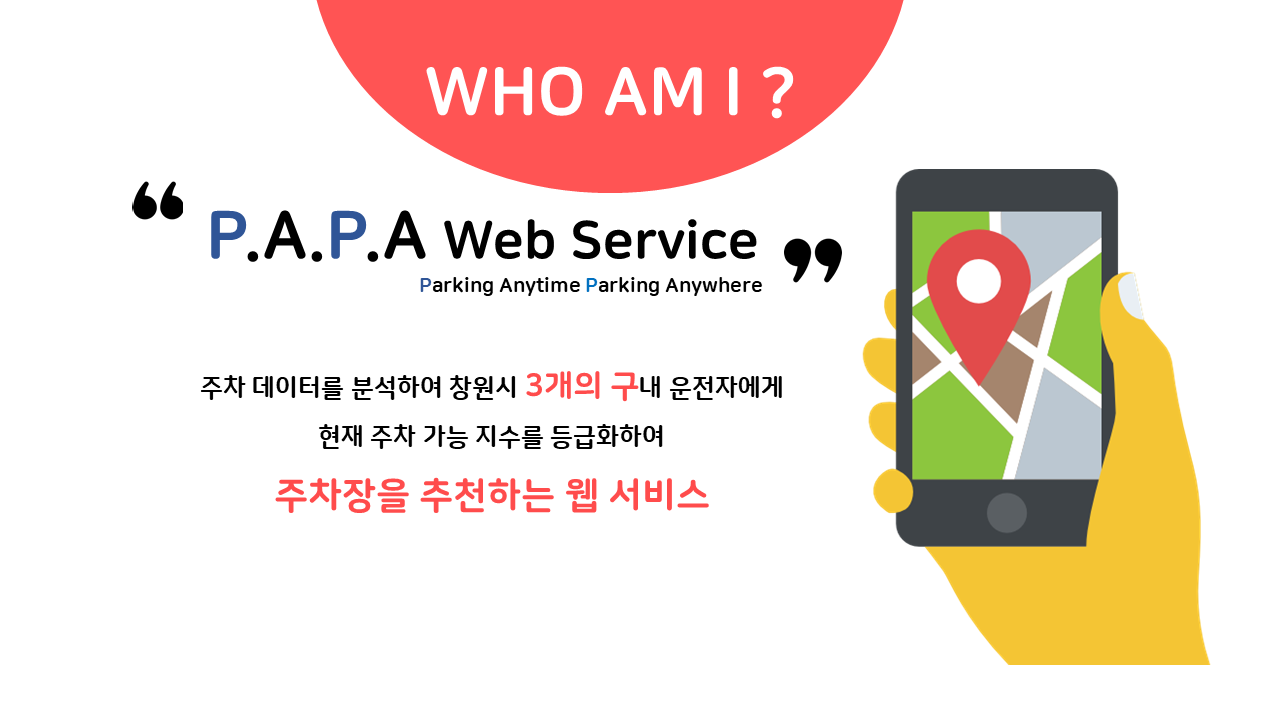 WHO AM I ?
“ P.A.P.A Web Service ”
Parking Anytime Parking Anywhere
주차 데이터를 분석하여 창원시 3개의 구내 운전자에게
현재 주차 가능 지수를 등급화하여
주차장을 추천하는 웹 서비스